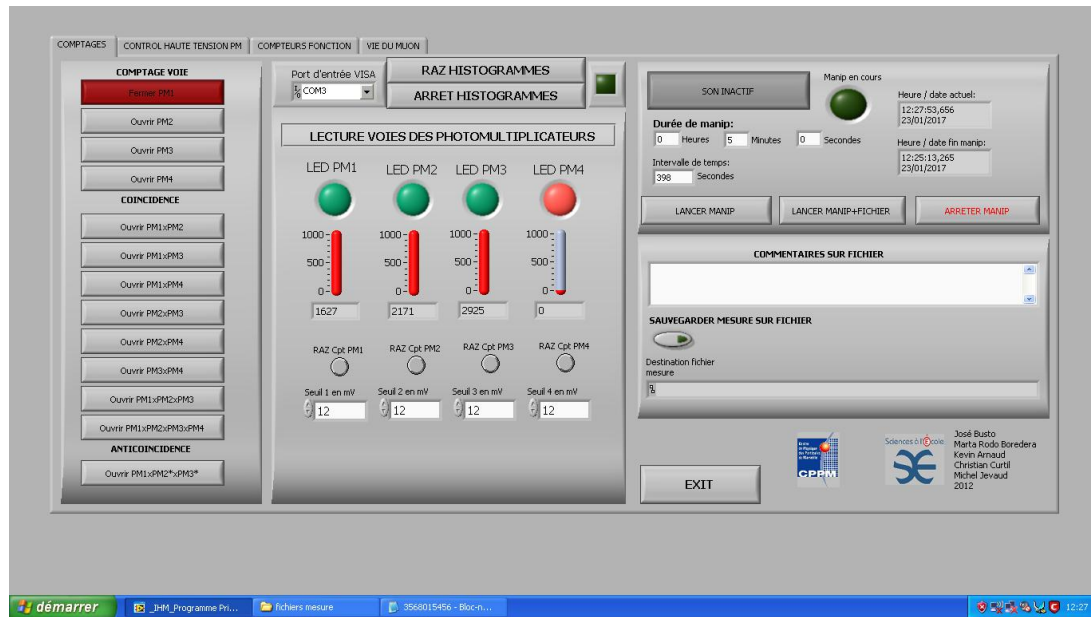 COMPTAGES
CONTROL HAUTE TENSION PM
COMPTEURS FONCTION
VIE DU MUON
COMPTAGE VOIE
Fermer PM1
Ouvrir PM2
Ouvrir PM3
Ouvrir PM4
COINCIDENCE
Ouvrir PM1xPM2
Ouvrir PM1xPM3
Ouvrir PM1xPM4
Ouvrir PM2xPM3
Ouvrir PM2xPM4
Ouvrir PM3xPM4
Ouvrir PM1xPM2xPM3
Ouvrir PM1xPM2xPM3xPM4
ANTICOINCIDENCE
Ouvrir PM1xPM2*xPM3*
Port d'entrée VISA
COM3
RAZ HISTOGRAMMES
ARRET HISTOGRAMMES
LECTURE VOIES DES PHOTOMULTIPLICATEURS
LED PM1 LED PM2 LED PM3 LED PM4
1000 1000 1000 1000
500 500 500 500
0 0 0 0
1627 2171 2925 0
RAZ Cpt PM1 RAZ Cpt PM2 RAZ Cpt PM3 RAZ Cpt PM4
Seuil 1 en mV Seuil 2 en mV Seuil 3 en mV Seuil 4 en mV
12 12 12 12
SON INACTIF
Manip en cours
Heure / date actuel:
12:27:53,656
23/01/2017
Durée de manip:
0 Heures 5 Minutes 0 Secondes
Heure / date fin manip:
12:25:13,265
23/01/2017
Intervalle de temps:
398 Secondes
LANCER MANIP
LANCER MANIP+FICHIER
ARRETER MANIP
COMMENTAIRES SUR FICHIER
SAUVEGARDER MESURE SUR FICHIER
Destination fichier
mesure
EXIT
CPPM
Sciences à l'École
José Busto
Marta Rodo Boredera
Kevin Arnaud
Christian Curtil
Michel Jevaud
2012
démarrer
_IHM_Programme Pri...
fichiers mesure
3568015456 - Bloc-n...
12:27